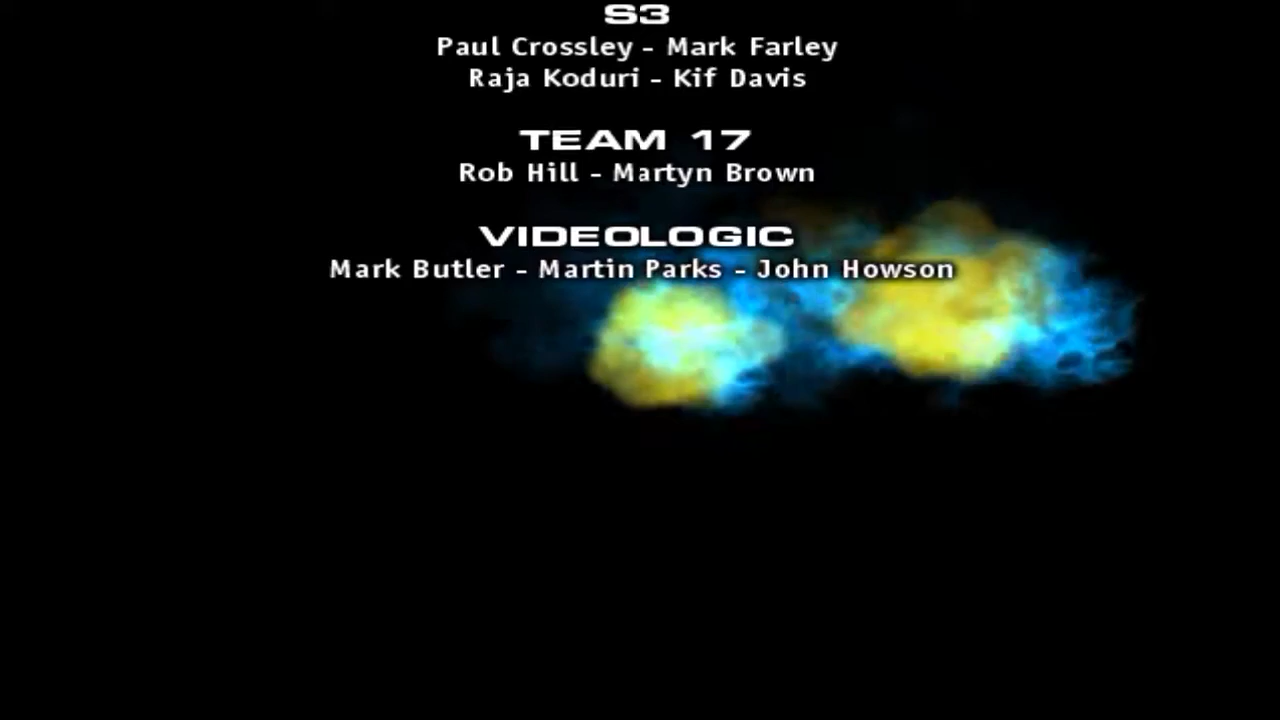 S3
Paul Crossley - Mark Farley
Raja Koduri - Kif Davis
TEAM 17
Rob Hill - Martyn Brown
VIDEOLOGIC
Mark Butler - Martin Parks - John Howson